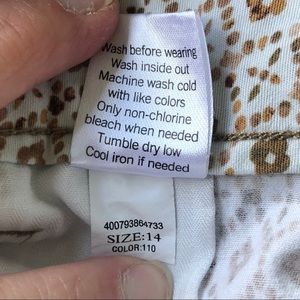 Wash before wearing
Wash inside out
Machine wash cold
with like colors
Only non-chlorine
bleach when needed
Tumble dry low
Cool iron if needed
400793864733
SIZE:14
COLOR:110